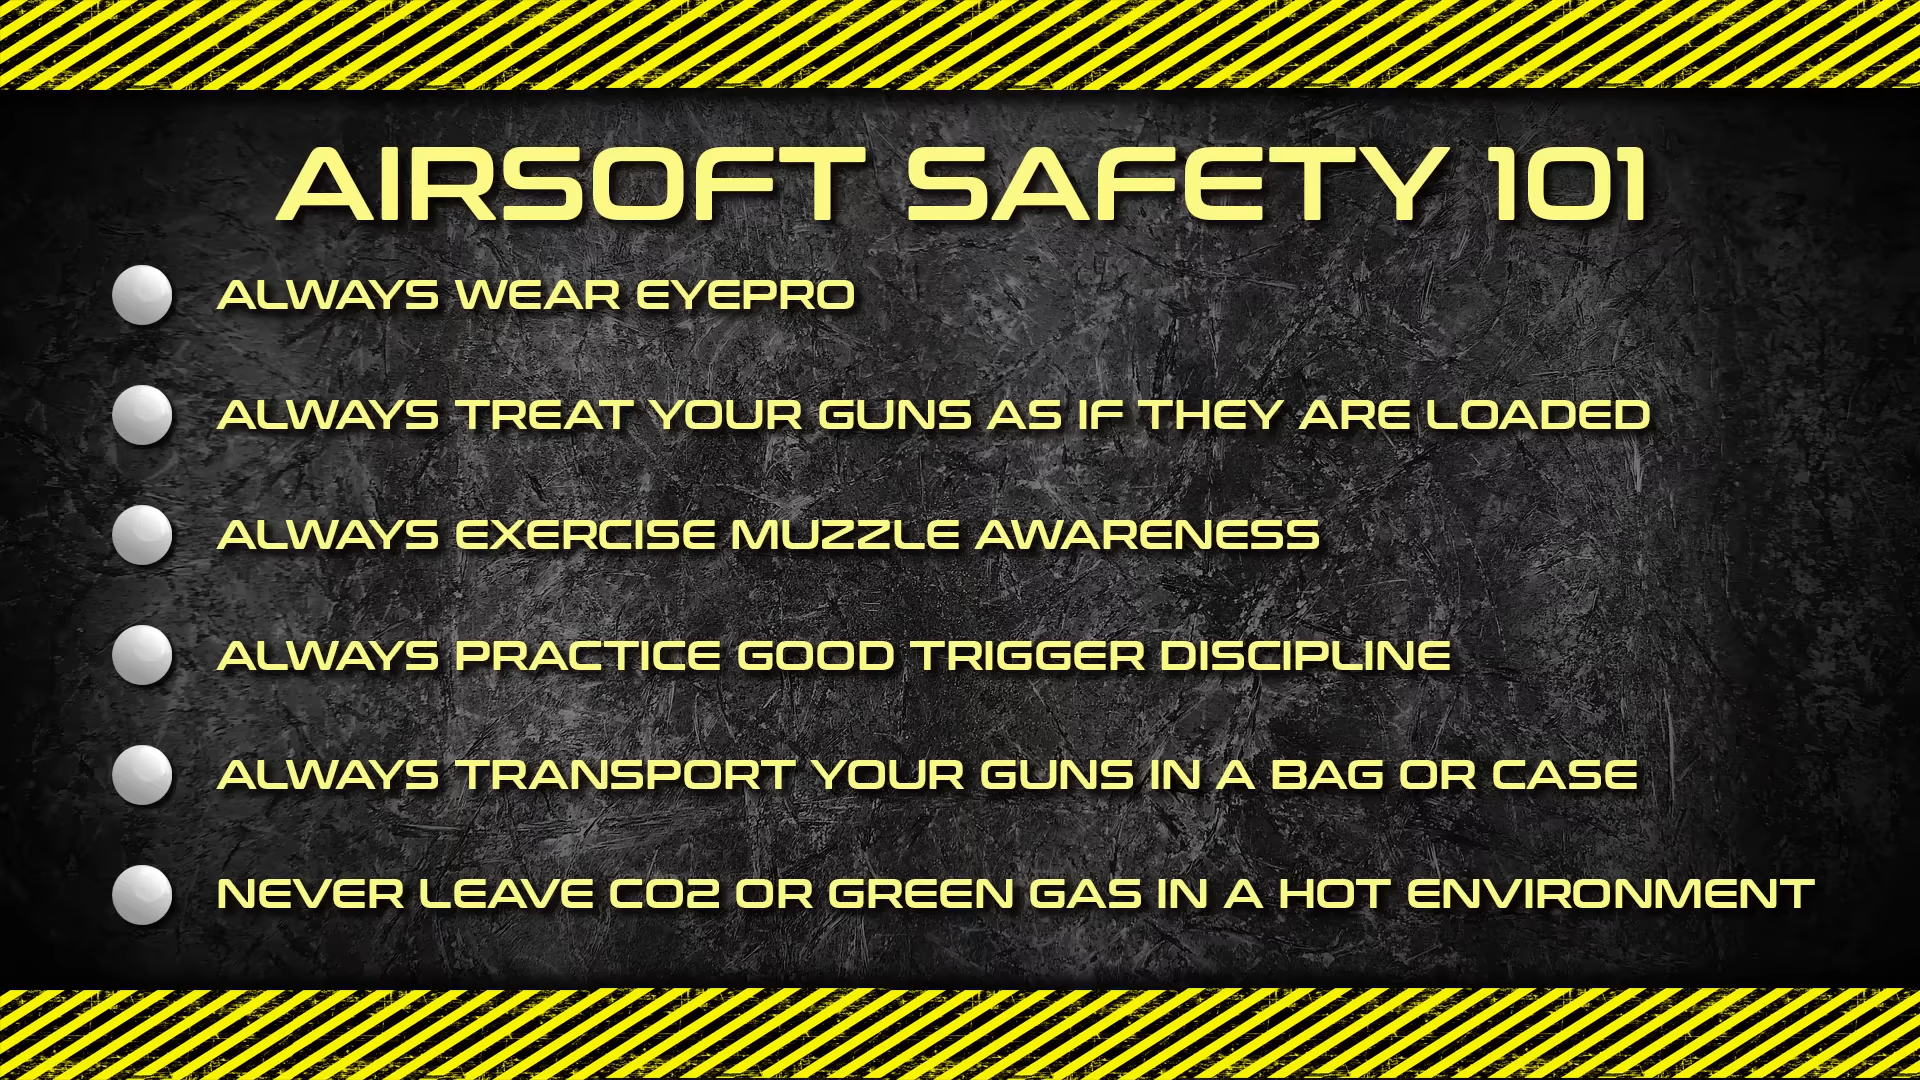 AIRSOFT SAFETY 101
ALWAYS WEAR EYEPRO
ALWAYS TREAT YOUR GUNS AS IF THEY ARE LOADED
ALWAYS EXERCISE MUZZLE AWARENESS
ALWAYS PRACTICE GOOD TRIGGER DISCIPLINE
ALWAYS TRANSPORT YOUR GUNS IN A BAG OR CASE
NEVER LEAVE CO2 OR GREEN GAS IN A HOT ENVIRONMENT